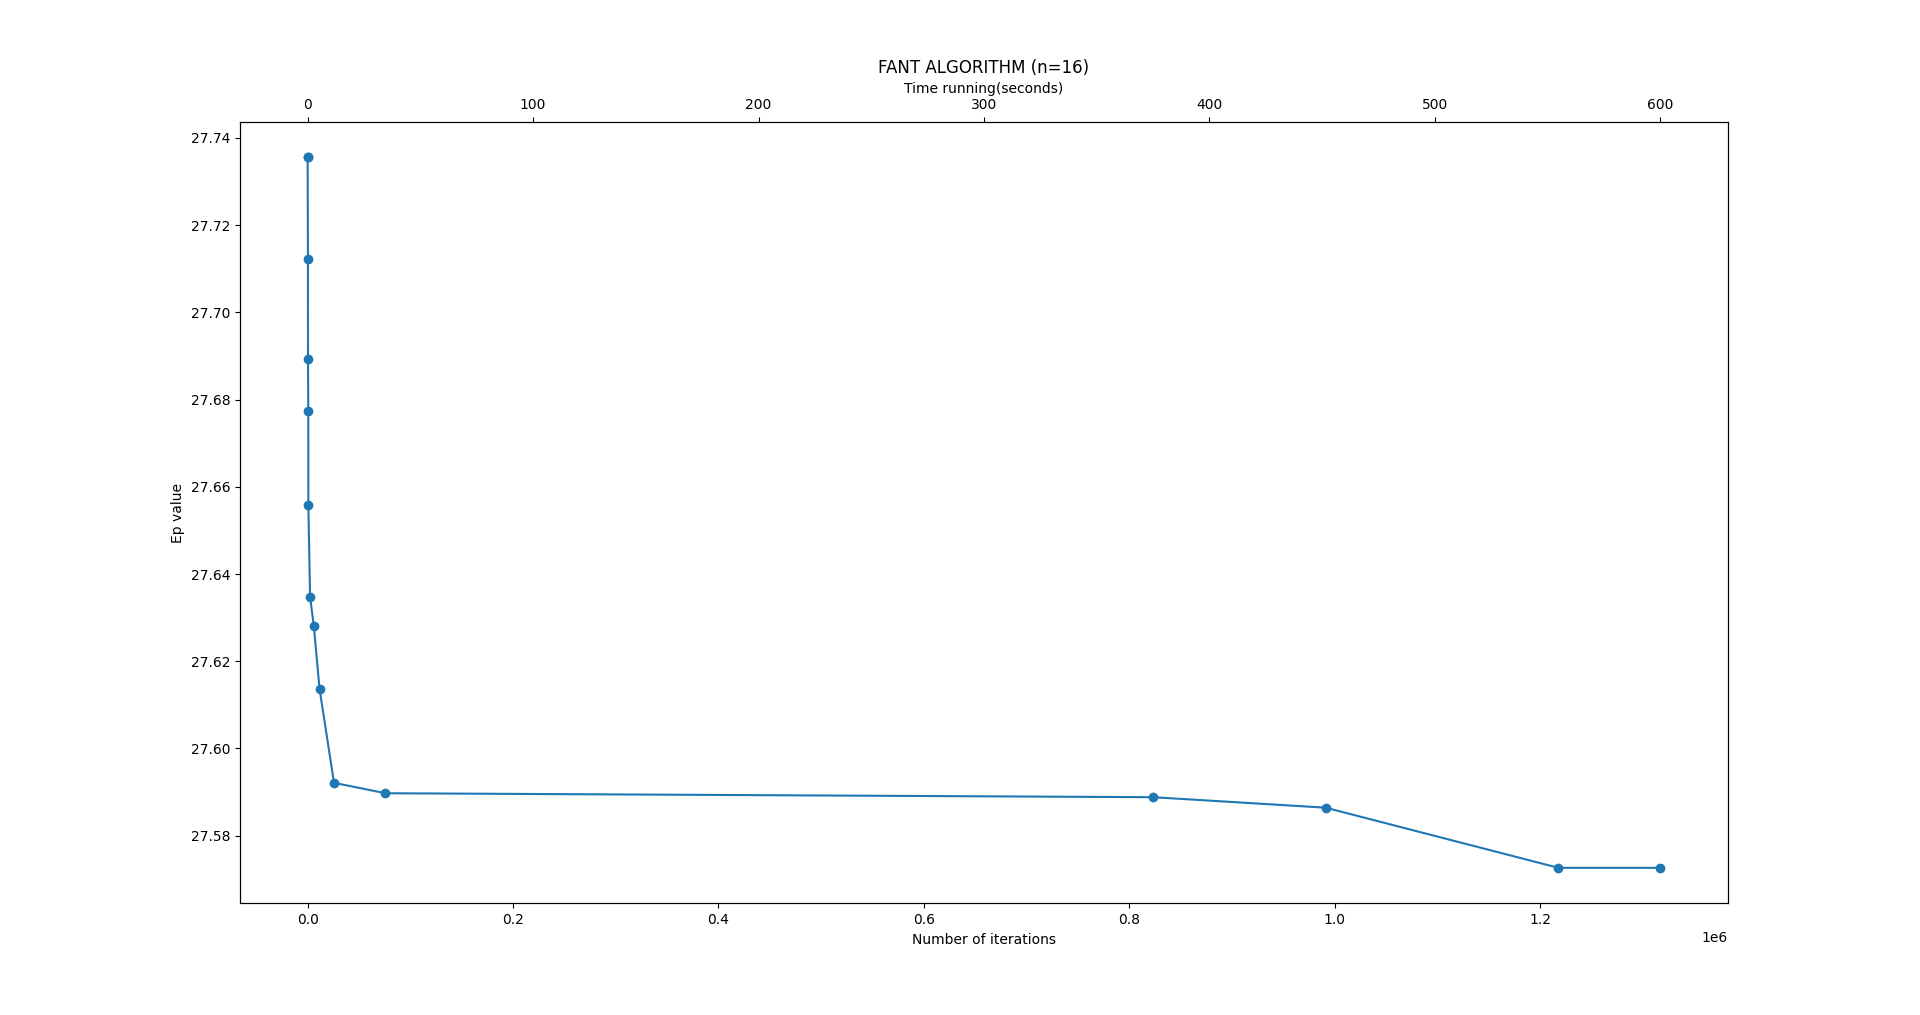 FANT ALGORITHM (n=16)
Time running(seconds)
0 100 200 300 400 500 600
27.74
27.72
27.70
27.68
27.66
27.64
27.62
27.60
27.58
Ep value
0.0 0.2 0.4 0.6 0.8 1.0 1.2
Number of iterations
1e6